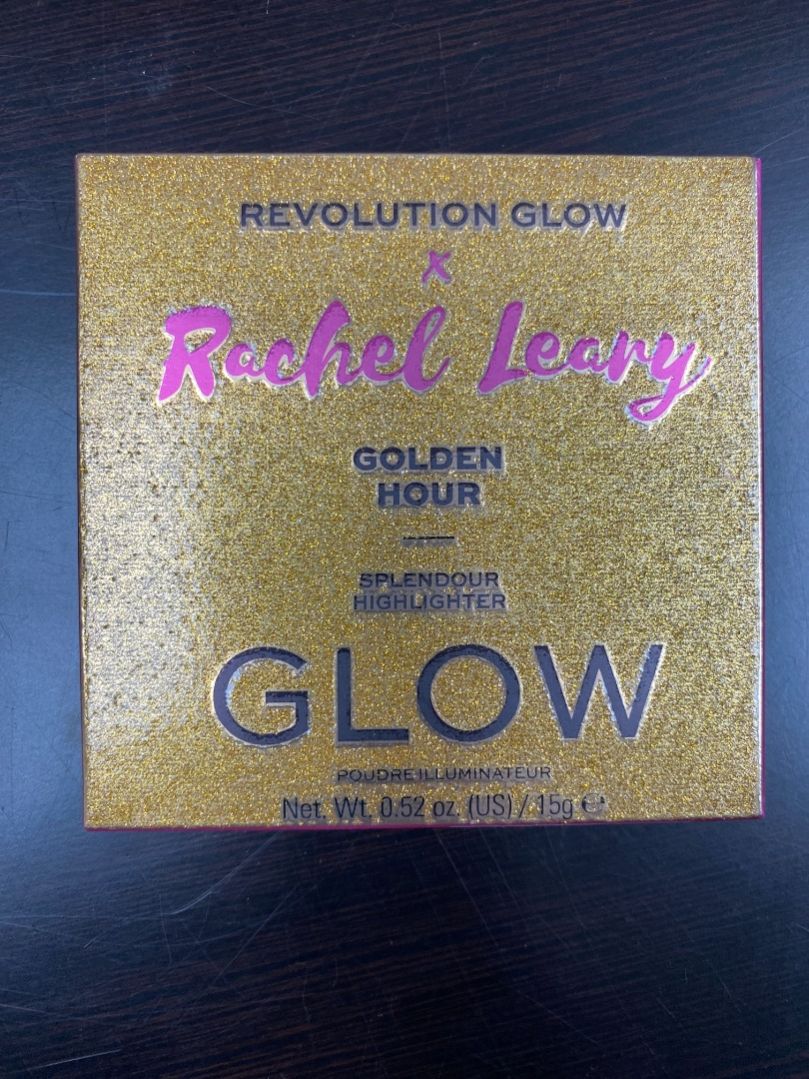 REVOLUTION GLOW
x
Rachel Leary
GOLDEN
HOUR
SPLENDOUR
HIGHLIGHTER
GLOW
POUDRE ILLUMINATEUR
Net. Wt. 0.52 oz. (US) / 15g ℮